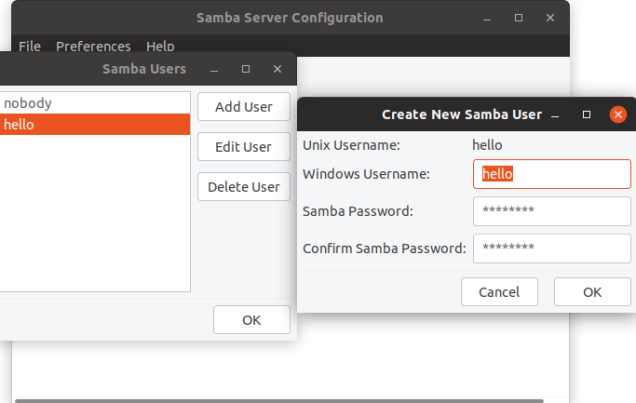 Samba Server Configuration
File Preferences Help
Samba Users
nobody
hello
Add User
Edit User
Delete User
OK
Create New Samba User
Unix Username: hello
Windows Username: hello
Samba Password: ********
Confirm Samba Password: ********
Cancel OK